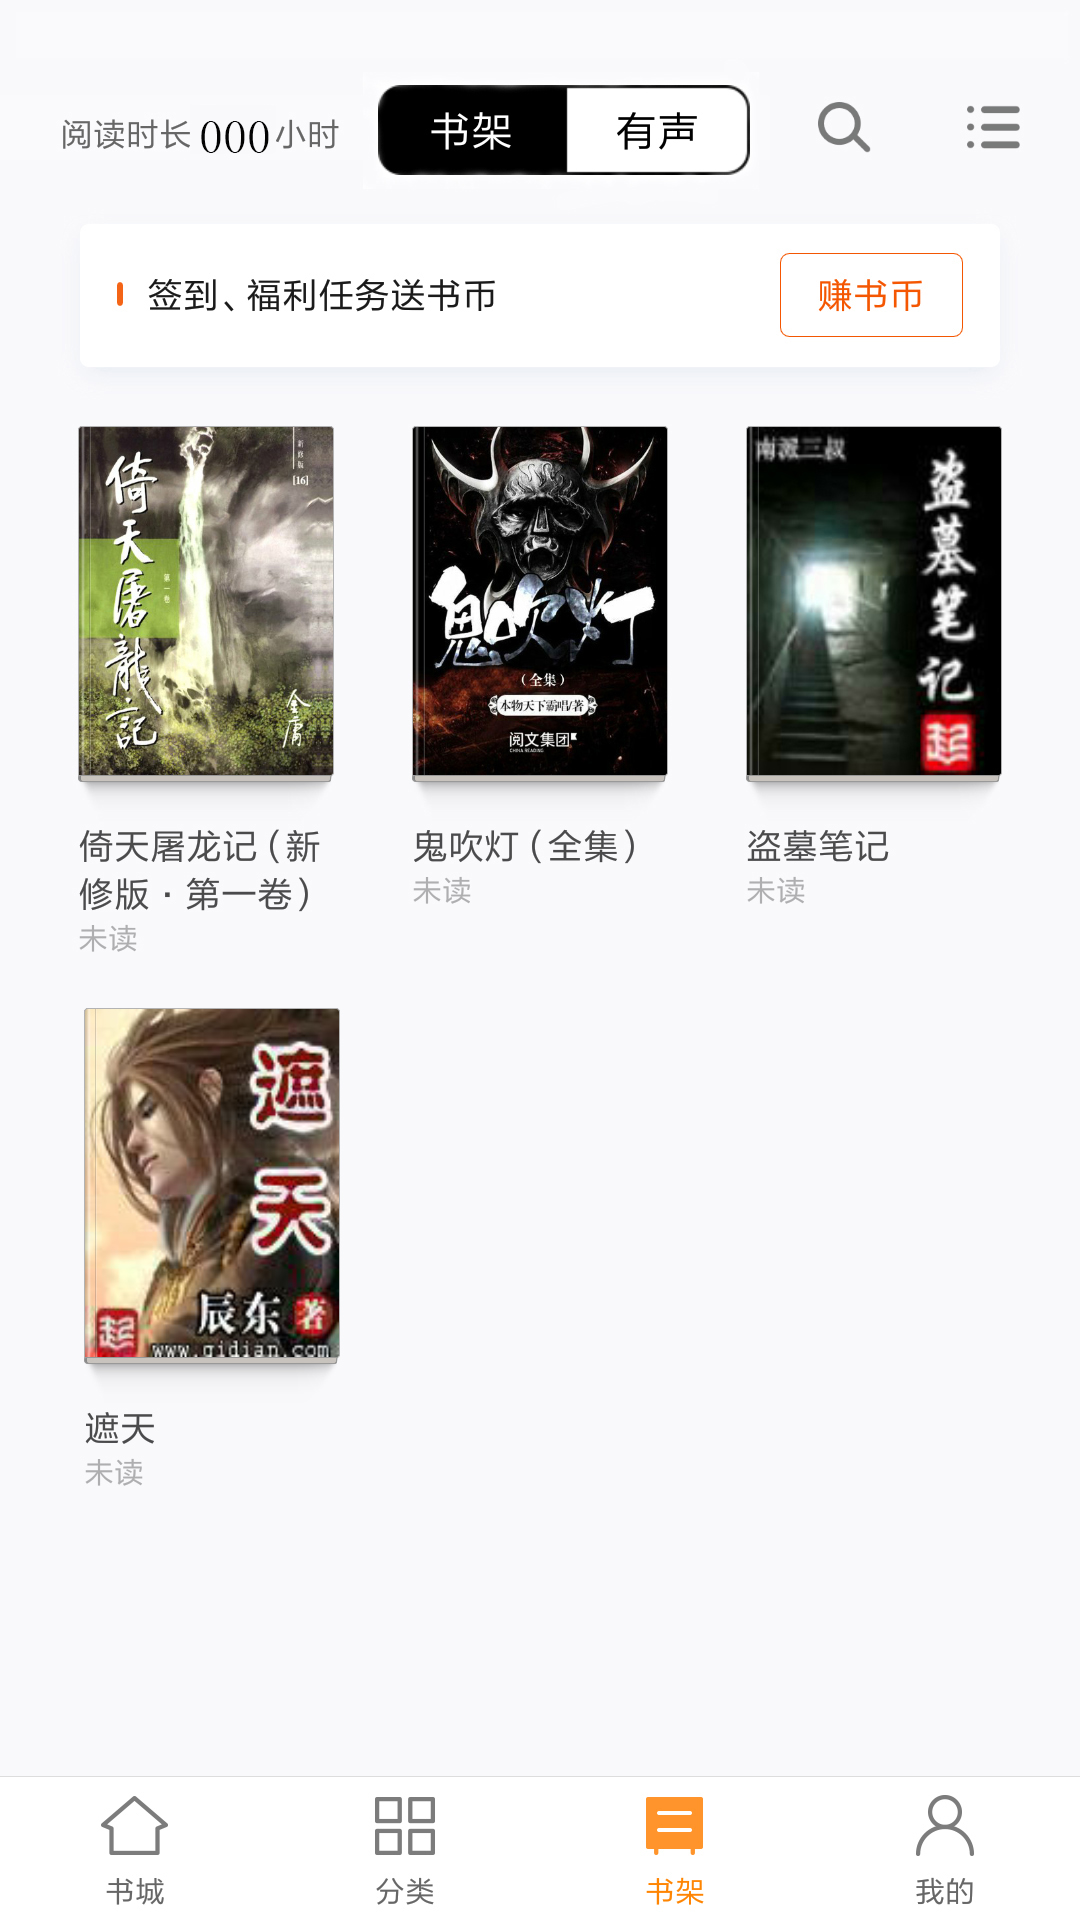 阅读时长 000 小时
书架
有声
签到、福利任务送书币
赚书币
新修版
[16]
倚天屠龍記
第一卷
金庸
鬼吹灯
(全集)
本物天下霸唱/著
阅文集团
CHINA READING
南派三叔
盗墓笔记
起
倚天屠龙记(新
修版·第一卷)
未读
鬼吹灯(全集)
未读
盗墓笔记
未读
遮天
辰东 著
起
www.qidian.com
遮天
未读
书城
分类
书架
我的